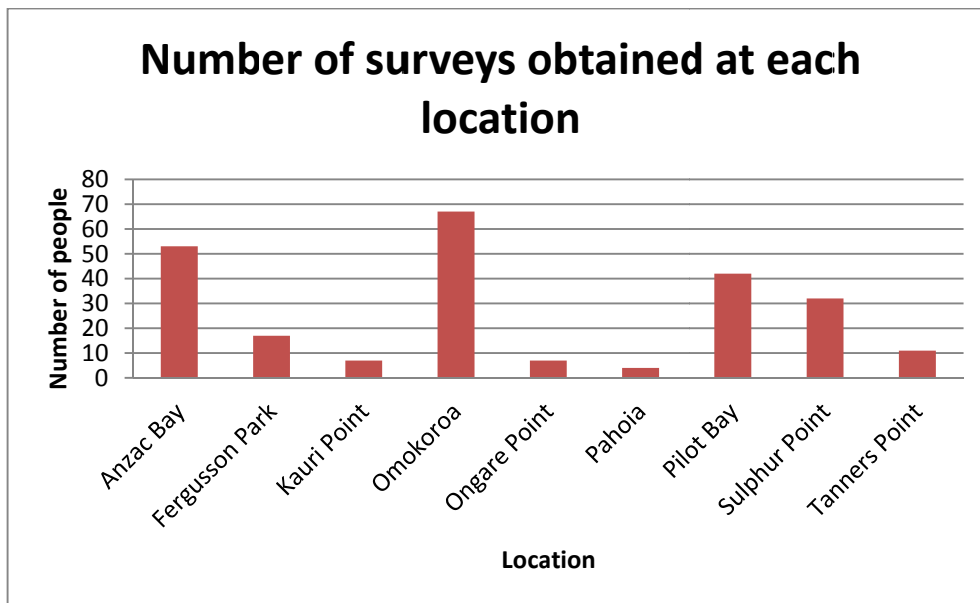 Number of surveys obtained at each
location
Number of people
80
70
60
50
40
30
20
10
0
Anzac Bay
Fergusson Park
Kauri Point
Omokoroa
Ongare Point
Pahoia
Pilot Bay
Sulphur Point
Tanners Point
Location